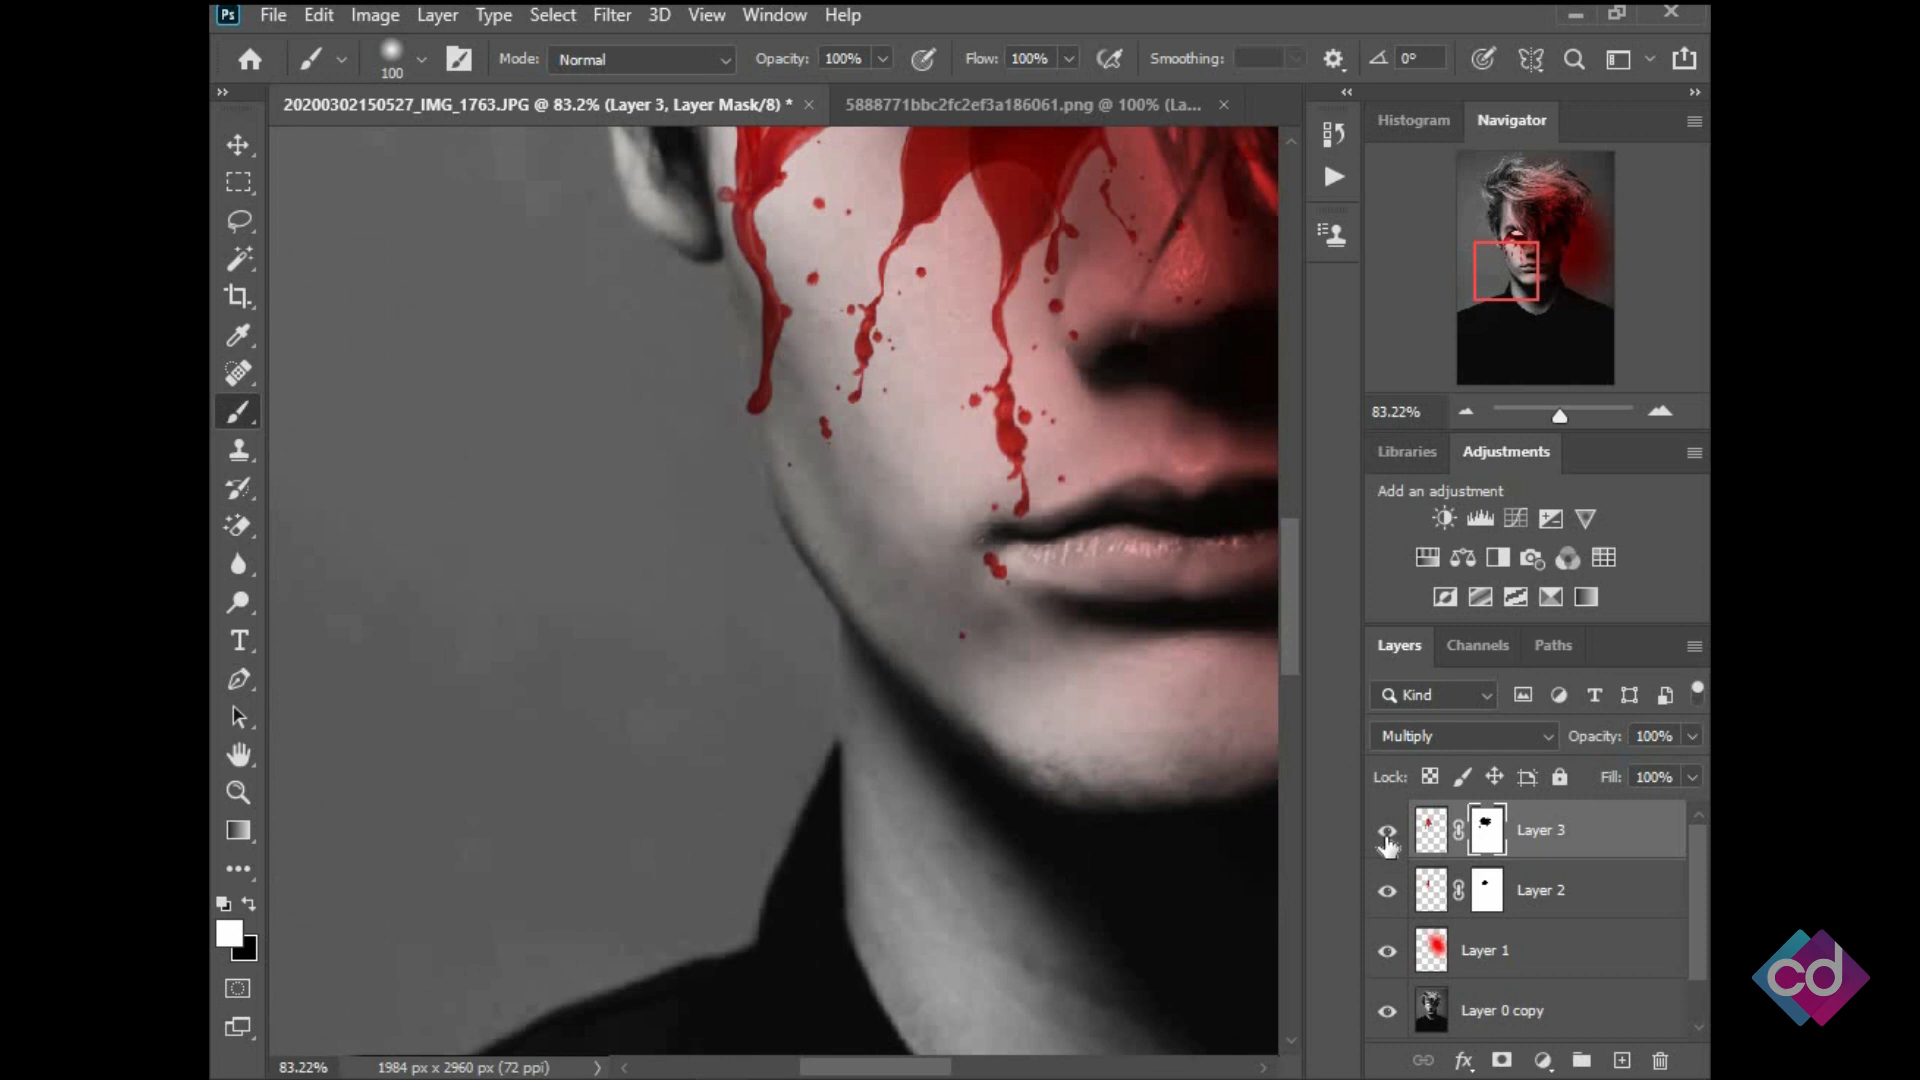 Ps File Edit Image Layer Type Select Filter 3D View Window Help
100 Mode: Normal Opacity: 100% Flow: 100% Smoothing: 0°
20200302150527_IMG_1763.JPG @ 83.2% (Layer 3, Layer Mask/8) * 5888771bbc2fc2ef3a186061.png @ 100% (La...
Histogram Navigator
83.22%
Libraries Adjustments
Add an adjustment
Layers Channels Paths
Kind T
Multiply Opacity: 100%
Lock: Fill: 100%
Layer 3
Layer 2
Layer 1
Layer 0 copy
fx
T
83.22% 1984 px x 2960 px (72 ppi)
cd